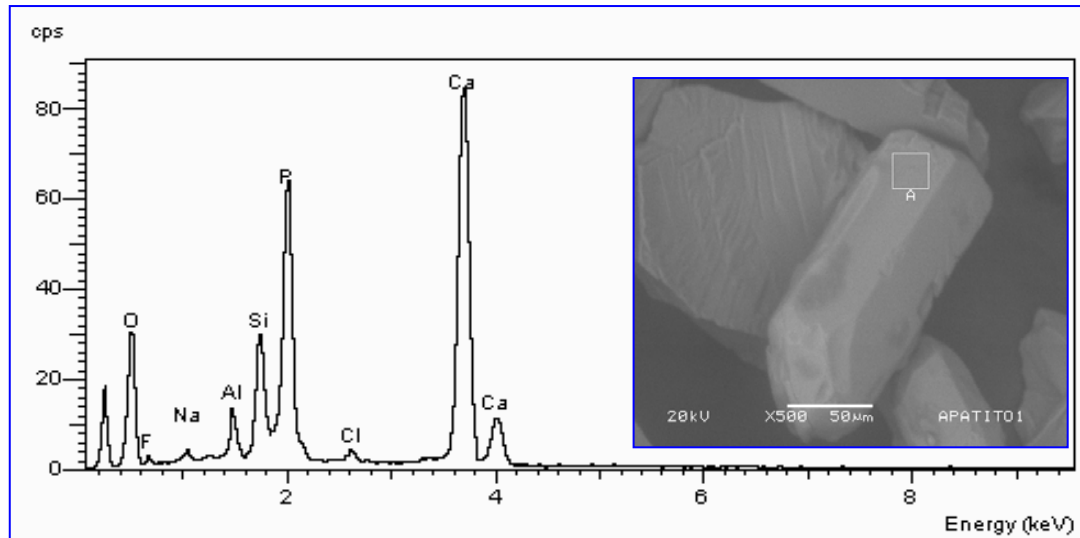 cps
80
60
40
20
0
Ca
P
O
Si
F
Na
Al
Cl
Ca
2
4
6
8
Energy (keV)
A
20kV X500 50µm APATITO1